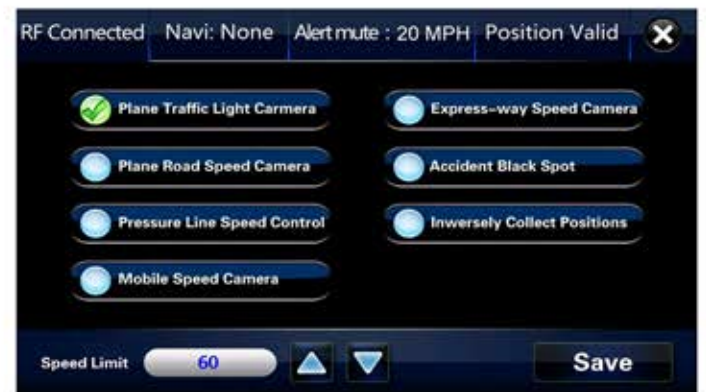 RF Connected Navi: None Alert mute : 20 MPH Position Valid
Plane Traffic Light Carmera
Express-way Speed Camera
Plane Road Speed Camera
Accident Black Spot
Pressure Line Speed Control
Inwersely Collect Positions
Mobile Speed Camera
Speed Limit 60 Save